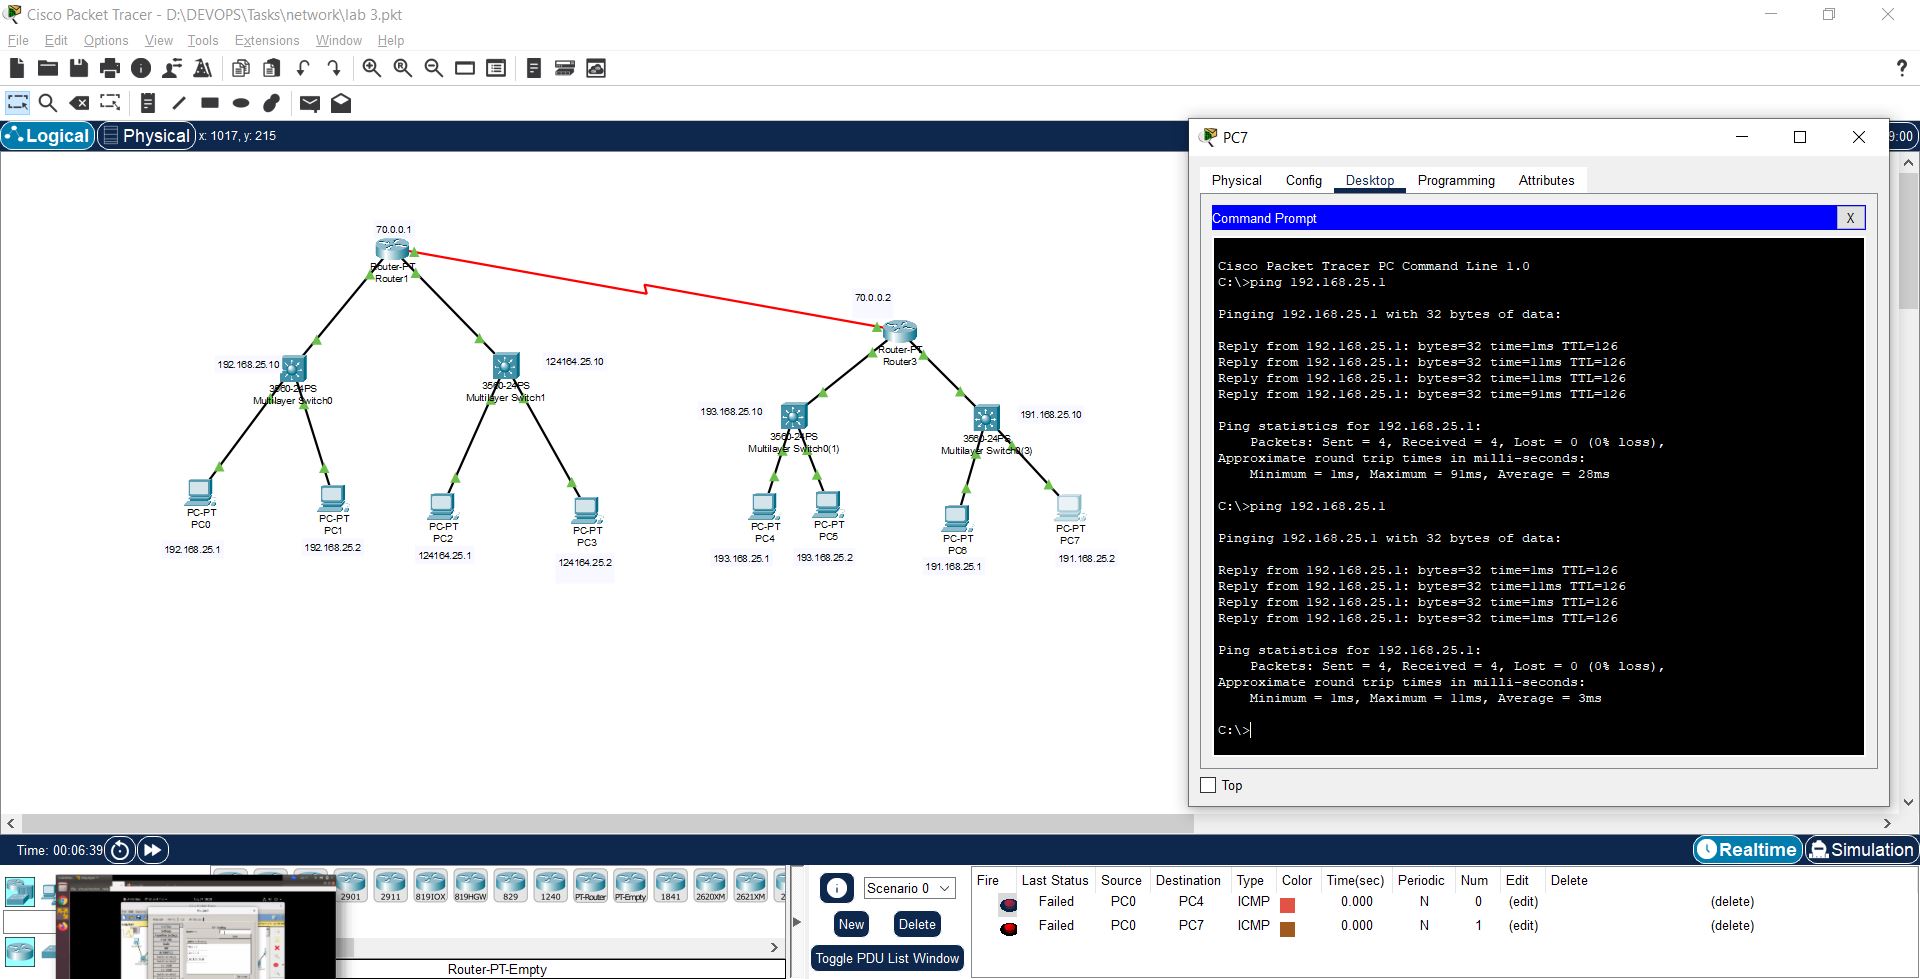 Cisco Packet Tracer - D:\DEVOPS\Tasks\network\lab 3.pkt
File Edit Options View Tools Extensions Window Help
?
Logical Physical x: 1017, y: 215
9:00
70.0.0.1
Router-PT
Router1
70.0.0.2
Router-PT
Router3
192.168.25.10
3560-24PS
Multilayer Switch0
124164.25.10
3560-24PS
Multilayer Switch1
193.168.25.10
3560-24PS
Multilayer Switch0(1)
191.168.25.10
3560-24PS
Multilayer Switch0(3)
PC-PT
PC0
192.168.25.1
PC-PT
PC1
192.168.25.2
PC-PT
PC2
124164.25.1
PC-PT
PC3
124164.25.2
PC-PT
PC4
193.168.25.1
PC-PT
PC5
193.168.25.2
PC-PT
PC6
191.168.25.1
PC-PT
PC7
191.168.25.2
PC7
Physical Config Desktop Programming Attributes
Command Prompt X
Cisco Packet Tracer PC Command Line 1.0
C:\>ping 192.168.25.1
Pinging 192.168.25.1 with 32 bytes of data:
Reply from 192.168.25.1: bytes=32 time=1ms TTL=126
Reply from 192.168.25.1: bytes=32 time=11ms TTL=126
Reply from 192.168.25.1: bytes=32 time=11ms TTL=126
Reply from 192.168.25.1: bytes=32 time=91ms TTL=126
Ping statistics for 192.168.25.1:
Packets: Sent = 4, Received = 4, Lost = 0 (0% loss),
Approximate round trip times in milli-seconds:
Minimum = 1ms, Maximum = 91ms, Average = 28ms
C:\>ping 192.168.25.1
Pinging 192.168.25.1 with 32 bytes of data:
Reply from 192.168.25.1: bytes=32 time=1ms TTL=126
Reply from 192.168.25.1: bytes=32 time=11ms TTL=126
Reply from 192.168.25.1: bytes=32 time=1ms TTL=126
Reply from 192.168.25.1: bytes=32 time=1ms TTL=126
Ping statistics for 192.168.25.1:
Packets: Sent = 4, Received = 4, Lost = 0 (0% loss),
Approximate round trip times in milli-seconds:
Minimum = 1ms, Maximum = 11ms, Average = 3ms
C:\>
Top
Time: 00:06:39
Realtime Simulation
2901 2911 819IOX 819HGW 829 1240 PT-Router PT-Empty 1841 2620XM 2621XM 2
Router-PT-Empty
Scenario 0
New Delete
Toggle PDU List Window
Fire Last Status Source Destination Type Color Time(sec) Periodic Num Edit Delete
Failed PC0 PC4 ICMP 0.000 N 0 (edit) (delete)
Failed PC0 PC7 ICMP 0.000 N 1 (edit) (delete)